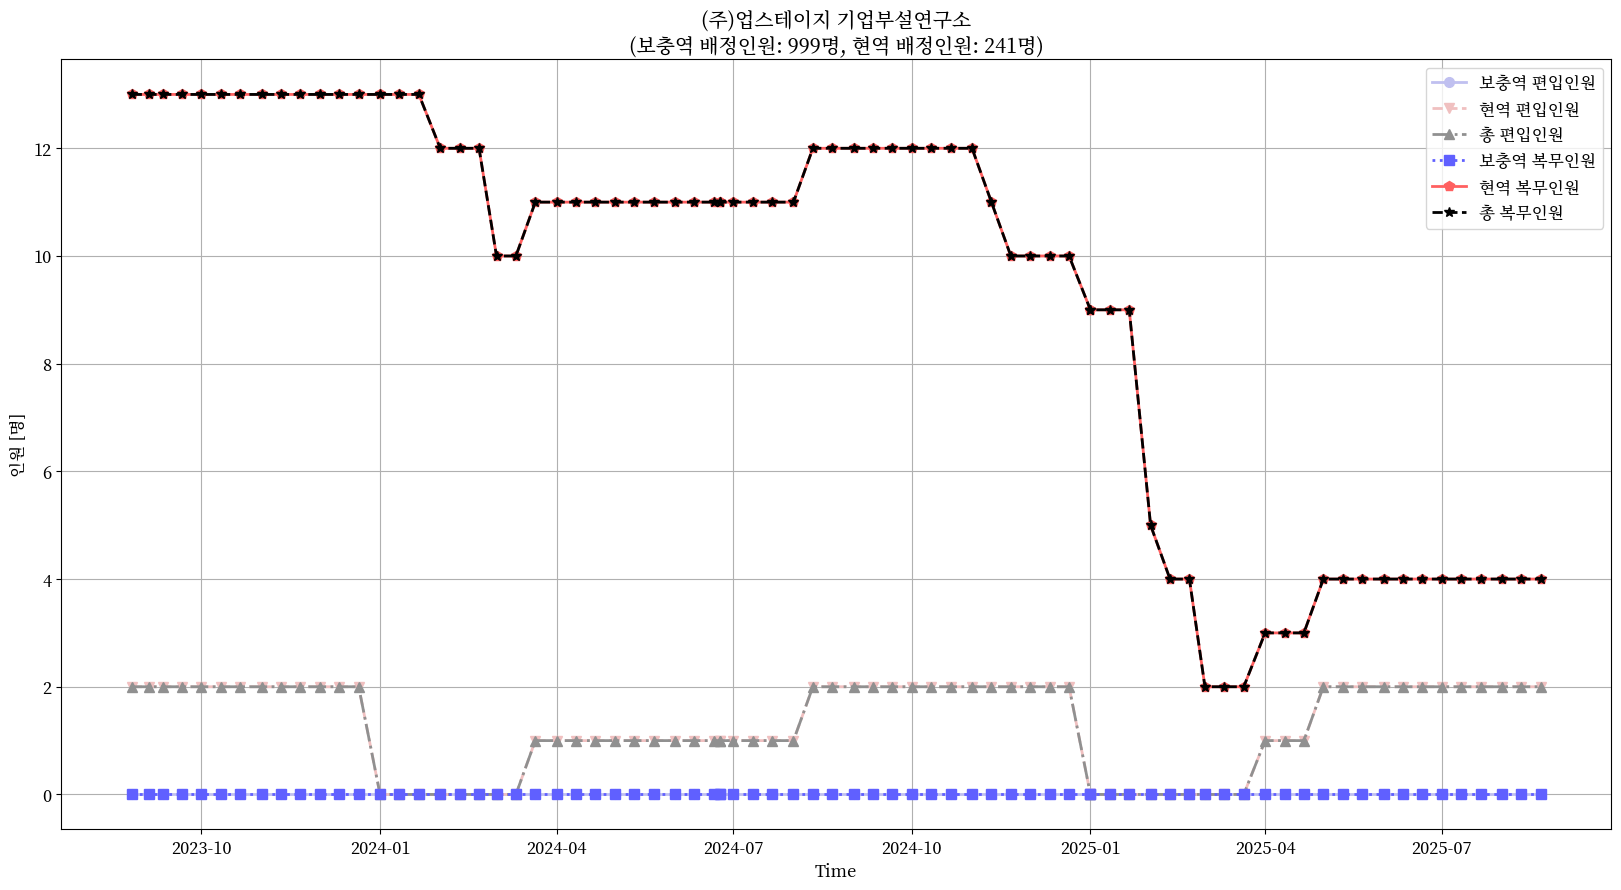 (주)업스테이지 기업부설연구소
(보충역 배정인원: 999명, 현역 배정인원: 241명)
보충역 편입인원
현역 편입인원
총 편입인원
보충역 복무인원
현역 복무인원
총 복무인원
인원 [명]
12
10
8
6
4
2
0
2023-10
2024-01
2024-04
2024-07
2024-10
2025-01
2025-04
2025-07
Time